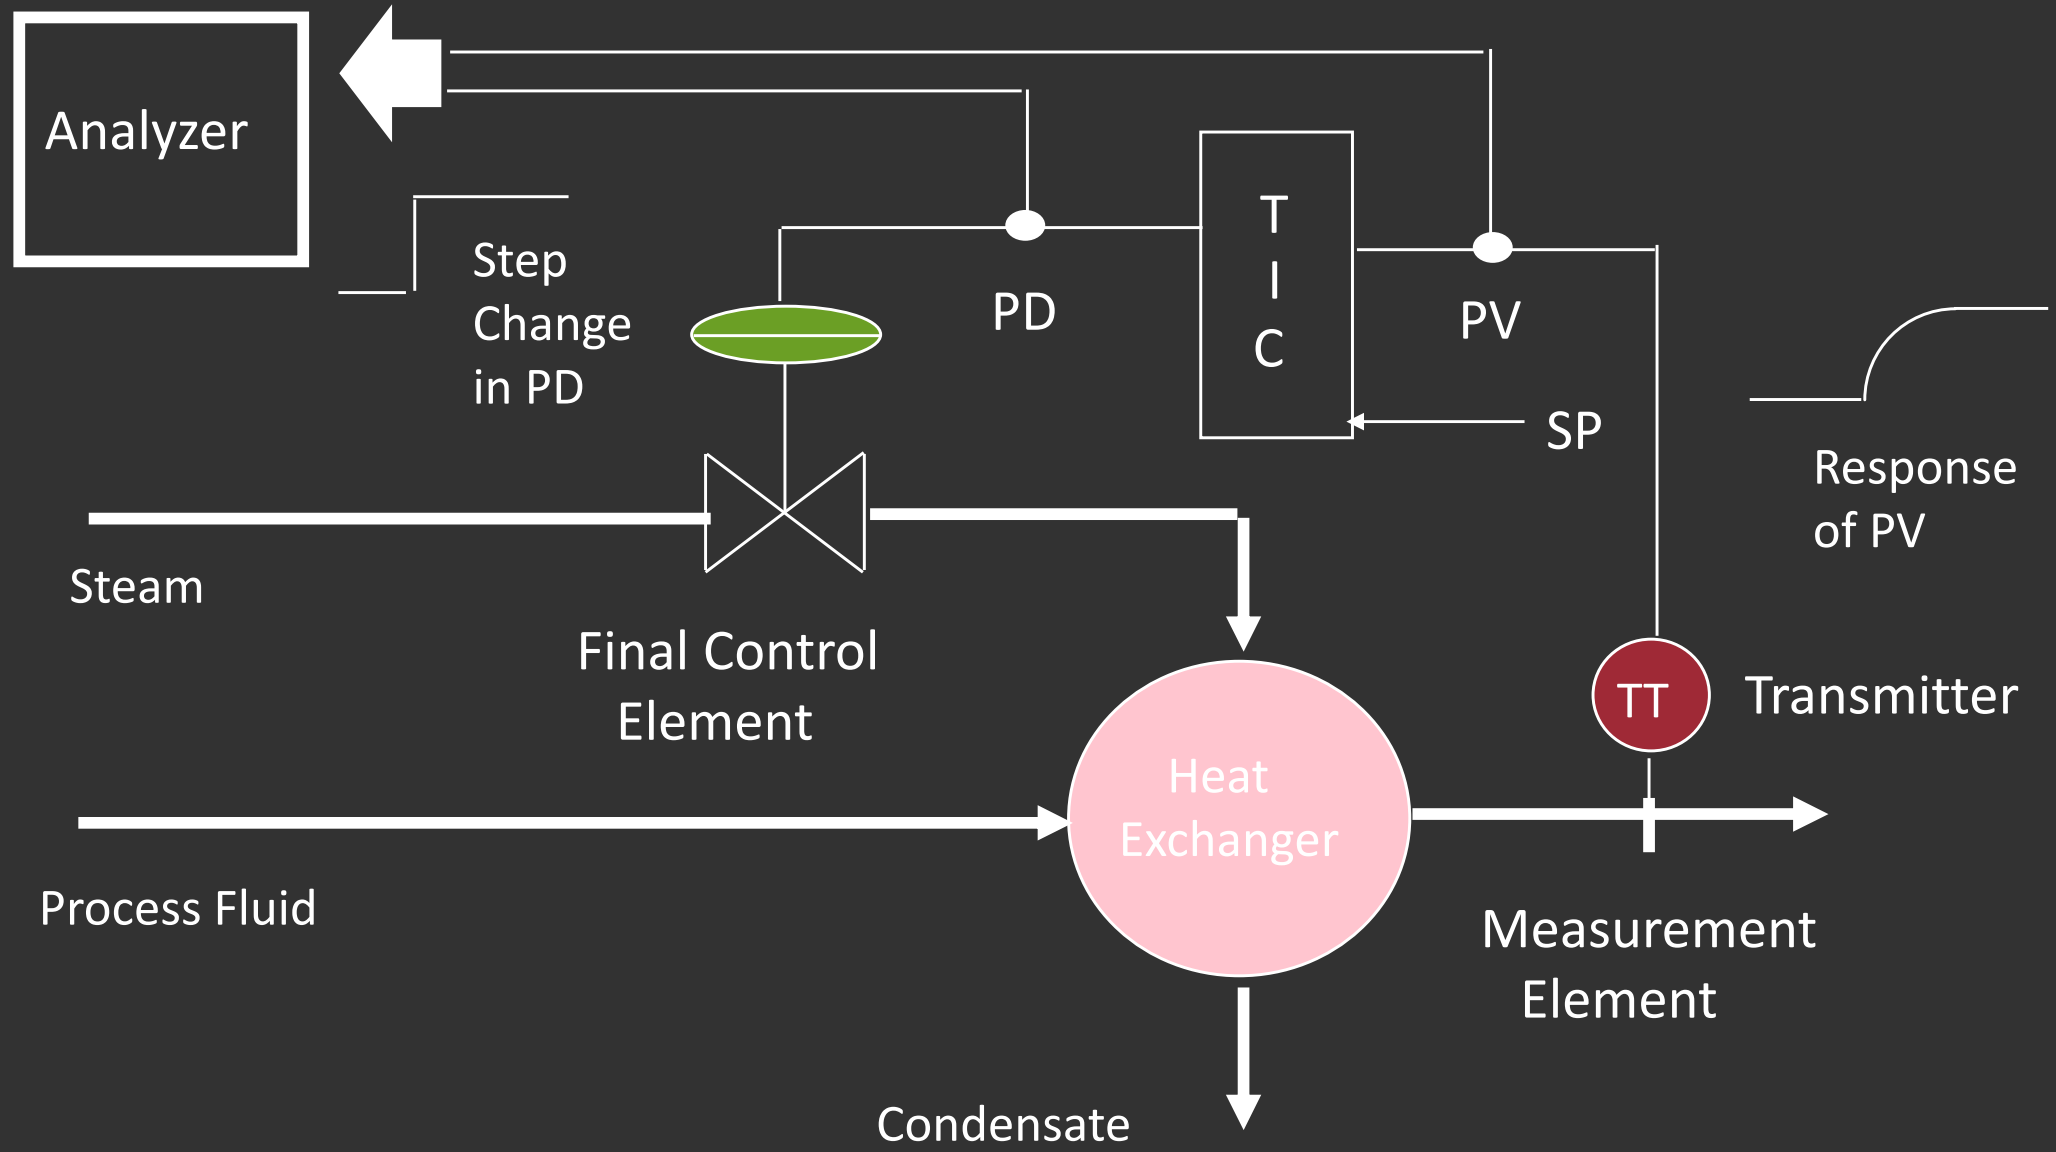 Analyzer
Step
Change
in PD
PD
T
I
C
PV
SP
Response
of PV
Steam
Final Control
Element
TT
Transmitter
Heat
Exchanger
Process Fluid
Measurement
Element
Condensate